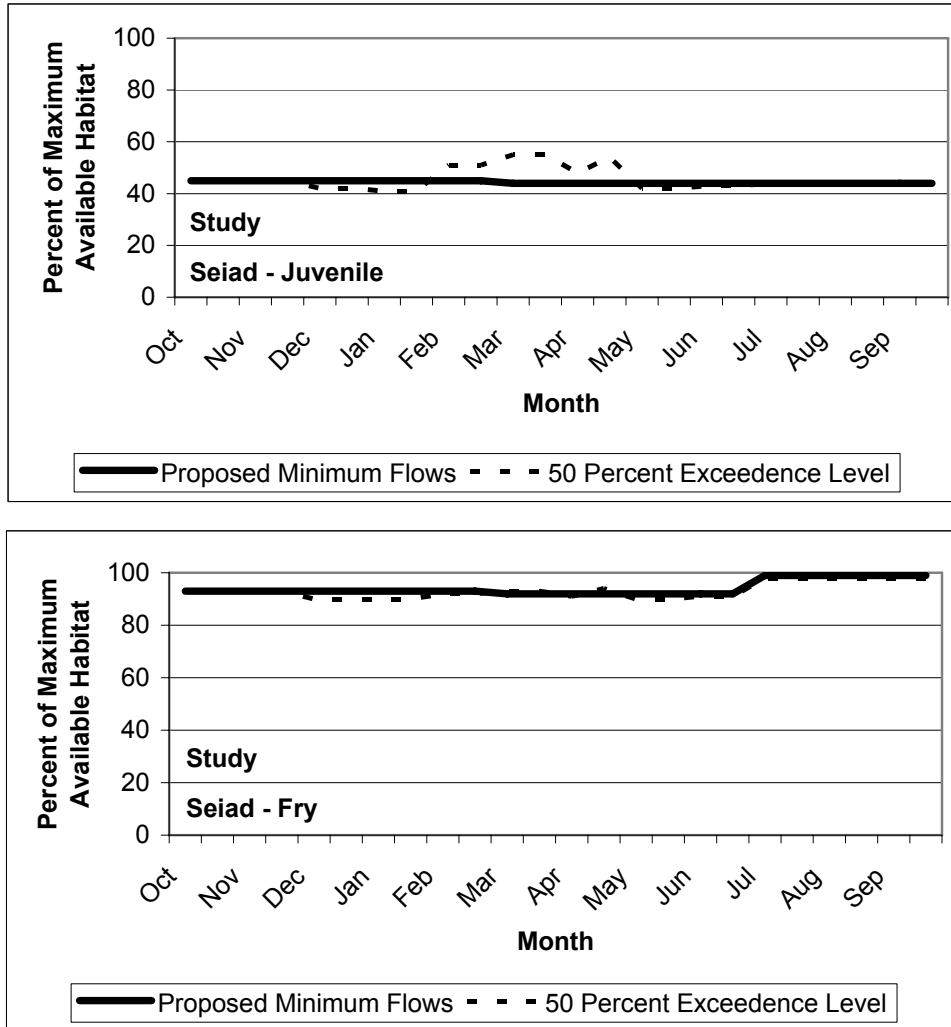 Percent of Maximum
Available Habitat
100
80
60
40
20
0
Study
Seiad - Juvenile
Oct
Nov
Dec
Jan
Feb
Mar
Apr
May
Jun
Jul
Aug
Sep
Month
Proposed Minimum Flows
50 Percent Exceedence Level
Percent of Maximum
Available Habitat
100
80
60
40
20
0
Study
Seiad - Fry
Oct
Nov
Dec
Jan
Feb
Mar
Apr
May
Jun
Jul
Aug
Sep
Month
Proposed Minimum Flows
50 Percent Exceedence Level